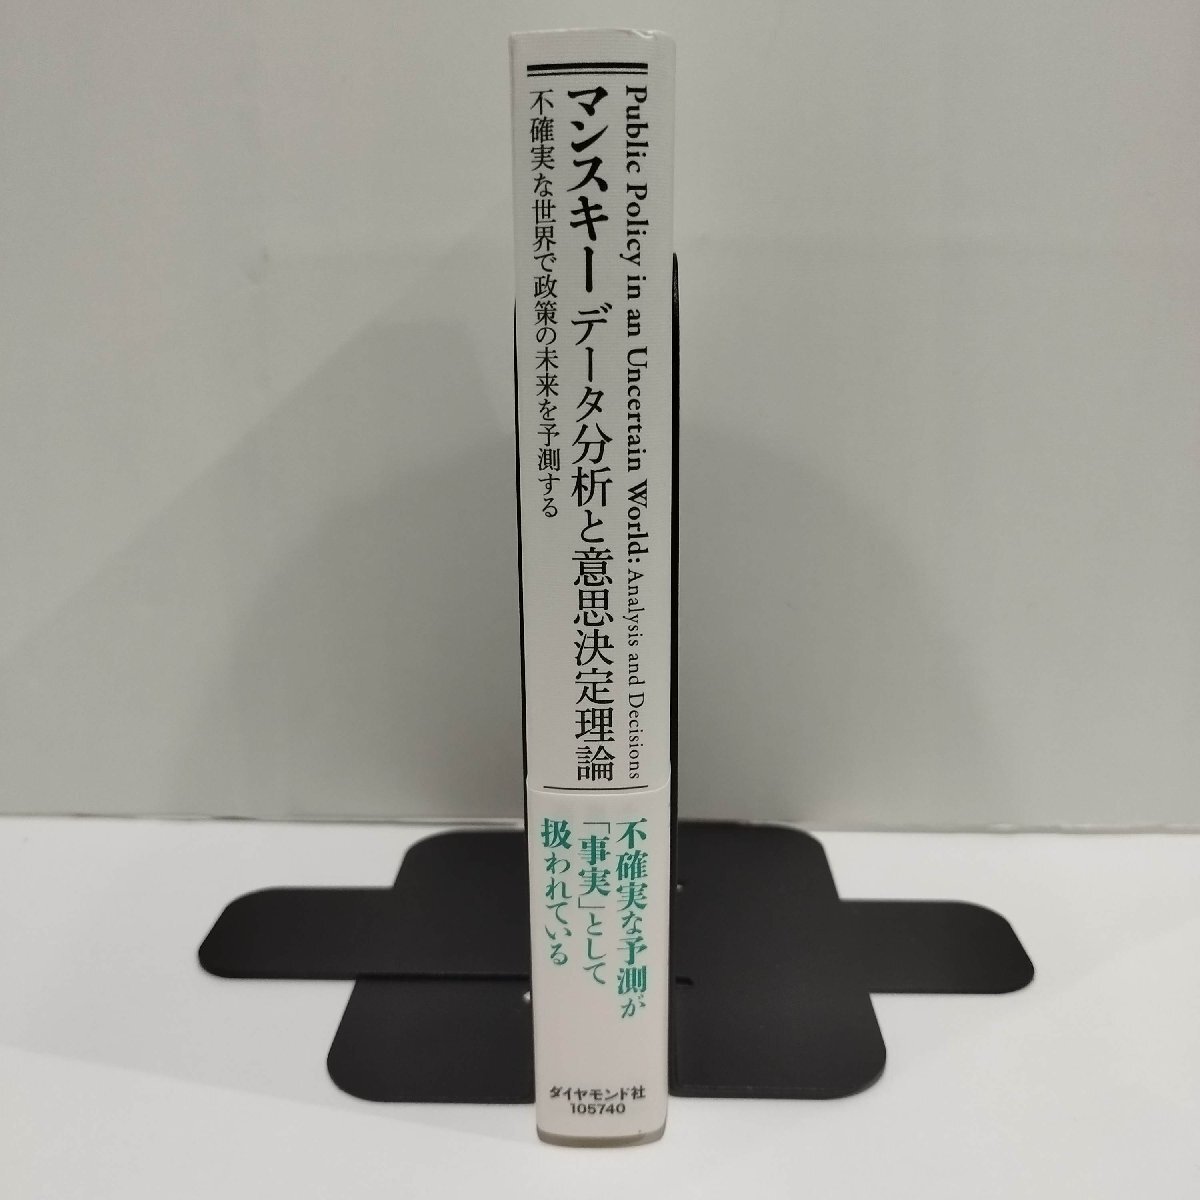 Public Policy in an Uncertain World: Analysis and Decisions
マンスキー データ分析と意思決定理論
不確実な世界で政策の未来を予測する
不確実な予測が
「事実」として
扱われている
ダイヤモンド社
105740